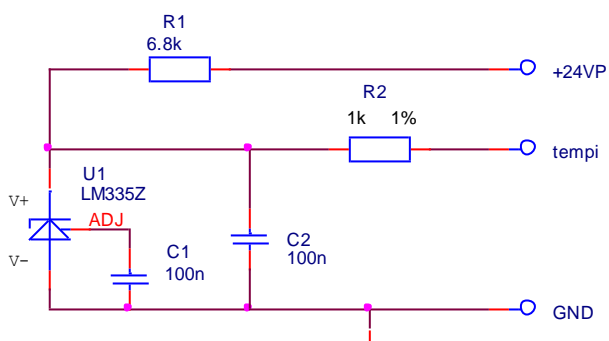 R1
6.8k
+24VP
R2
1k 1%
tempi
U1
LM335Z
V+
ADJ
V-
C1
100n
C2
100n
GND